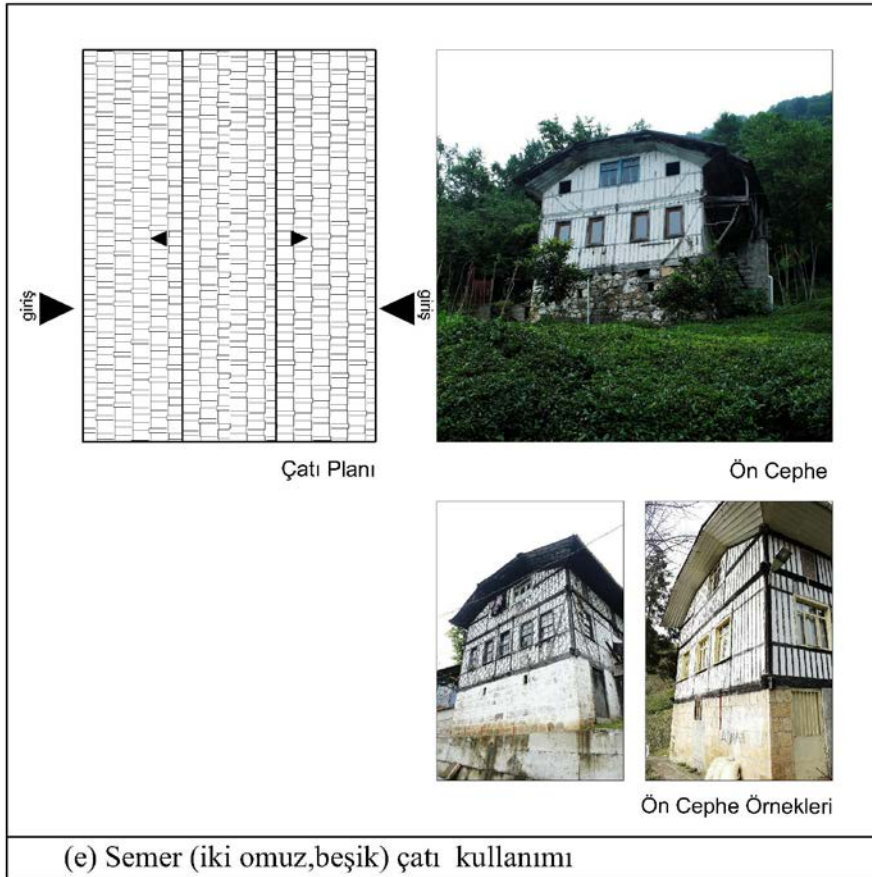 giriş
giriş
Çatı Planı
Ön Cephe
Ön Cephe Örnekleri
(e) Semer (iki omuz,beşik) çatı kullanımı